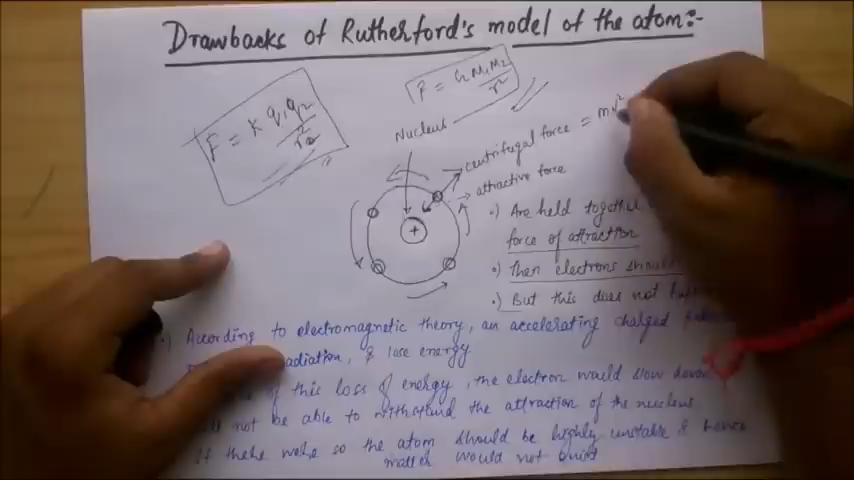 Drawbacks of Rutherford's model of the atom:-
F = K q1q2/r2
F = G M1M2/r2
Nucleus
centrifugal force = mv2
attractive force
+
•) Are held together
force of attraction
•) Then electrons should
•) But this does not
•) According to electromagnetic theory, an accelerating charged
radiation, & lose energy
of this loss of energy, the electron would slow down
not be able to withstand the attraction of the nucleus
If there were so the atom should be highly unstable & hence
matter would not exist